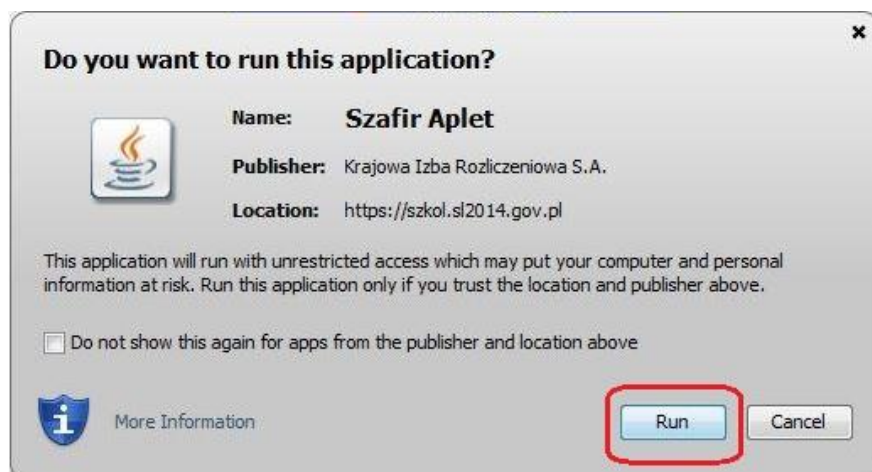 Do you want to run this application?
Name: Szafir Aplet
Publisher: Krajowa Izba Rozliczeniowa S.A.
Location: https://szkol.sl2014.gov.pl
This application will run with unrestricted access which may put your computer and personal
information at risk. Run this application only if you trust the location and publisher above.
Do not show this again for apps from the publisher and location above
More Information
Run Cancel